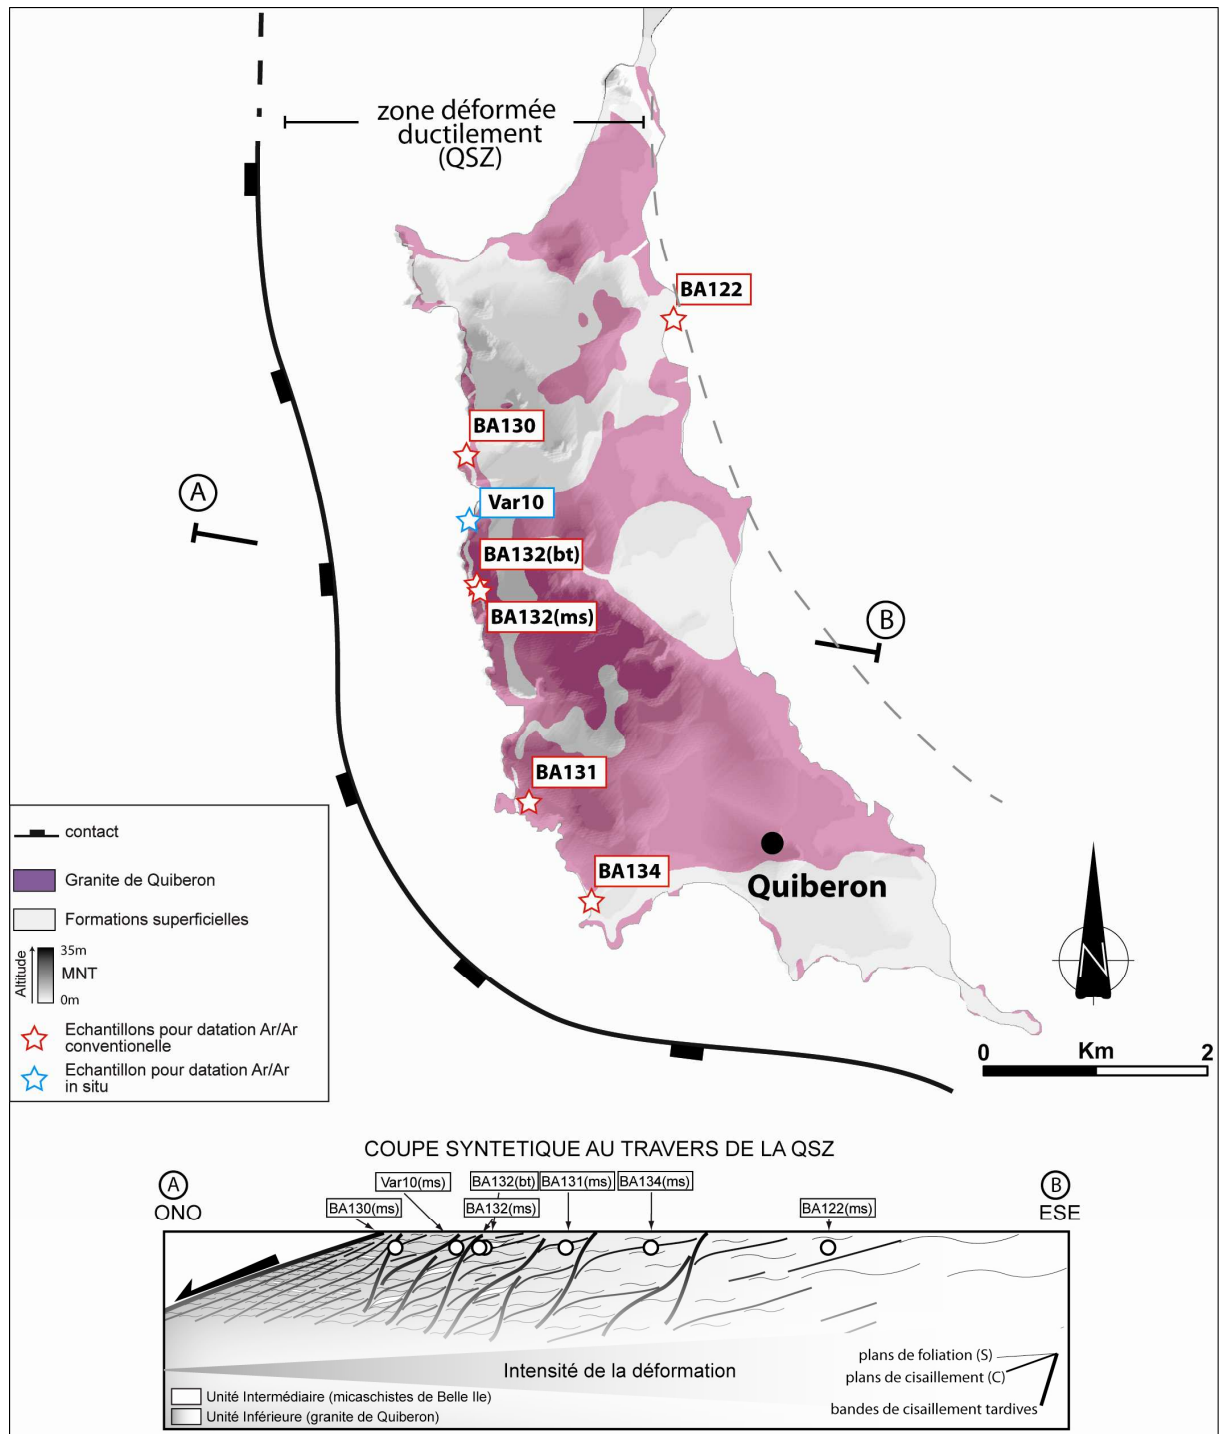 zone déformée
ductilement
(QSZ)
BA122
BA130
A
Var10
BA132(bt)
BA132(ms)
B
BA131
BA134
Quiberon
contact
Granite de Quiberon
Formations superficielles
Altitude
35m
MNT
0m
Echantillons pour datation Ar/Ar
conventionelle
Echantillon pour datation Ar/Ar
in situ
N
0 Km 2
COUPE SYNTETIQUE AU TRAVERS DE LA QSZ
A
ONO
Var10(ms)
BA132(bt)
BA131(ms)
BA134(ms)
B
ESE
BA130(ms)
BA132(ms)
BA122(ms)
Intensité de la déformation
plans de foliation (S)
plans de cisaillement (C)
bandes de cisaillement tardives
Unité Intermédiaire (micaschistes de Belle Ile)
Unité Inférieure (granite de Quiberon)